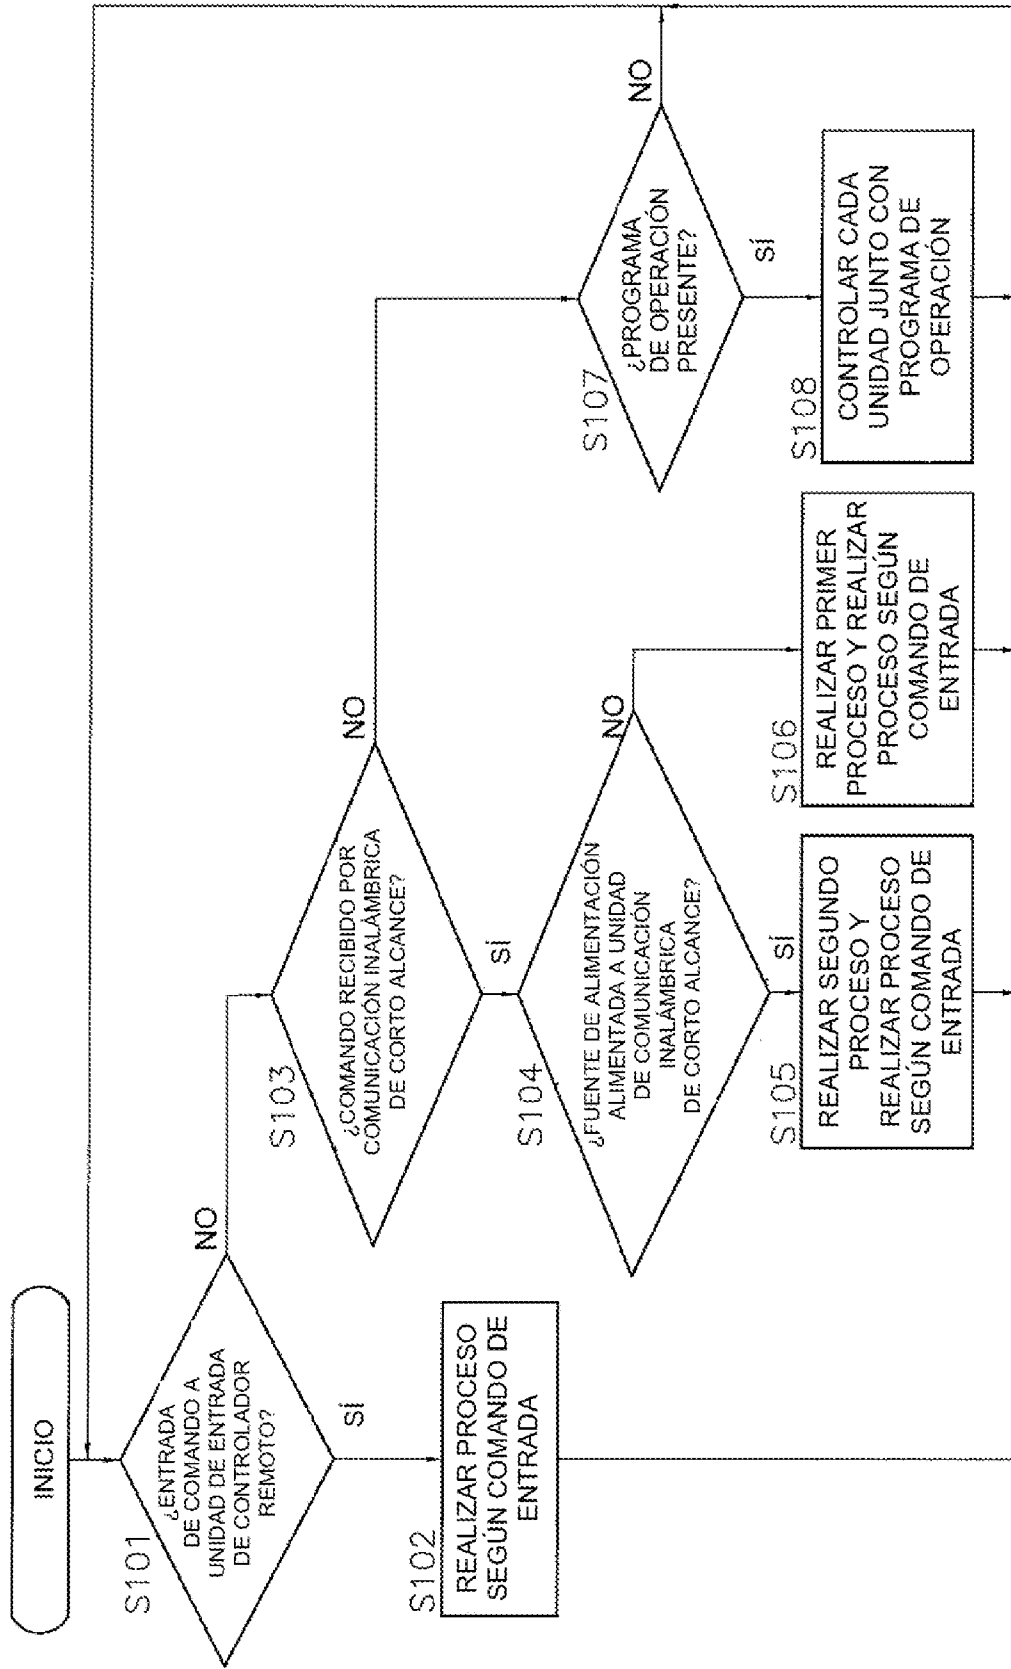 INICIO
S101
¿ENTRADA
DE COMANDO A
UNIDAD DE ENTRADA
DE CONTROLADOR
REMOTO?
NO
SÍ
S102
REALIZAR PROCESO
SEGÚN COMANDO DE
ENTRADA
S103
¿COMANDO RECIBIDO POR
COMUNICACIÓN INALÁMBRICA
DE CORTO ALCANCE?
NO
SÍ
S104
¿FUENTE DE ALIMENTACIÓN
ALIMENTADA A UNIDAD
DE COMUNICACIÓN
INALÁMBRICA
DE CORTO ALCANCE?
NO
SÍ
S105
REALIZAR SEGUNDO
PROCESO Y
REALIZAR PROCESO
SEGÚN COMANDO DE
ENTRADA
S106
REALIZAR PRIMER
PROCESO Y REALIZAR
PROCESO SEGÚN
COMANDO DE
ENTRADA
S107
¿PROGRAMA
DE OPERACIÓN
PRESENTE?
NO
SÍ
S108
CONTROLAR CADA
UNIDAD JUNTO CON
PROGRAMA DE
OPERACIÓN